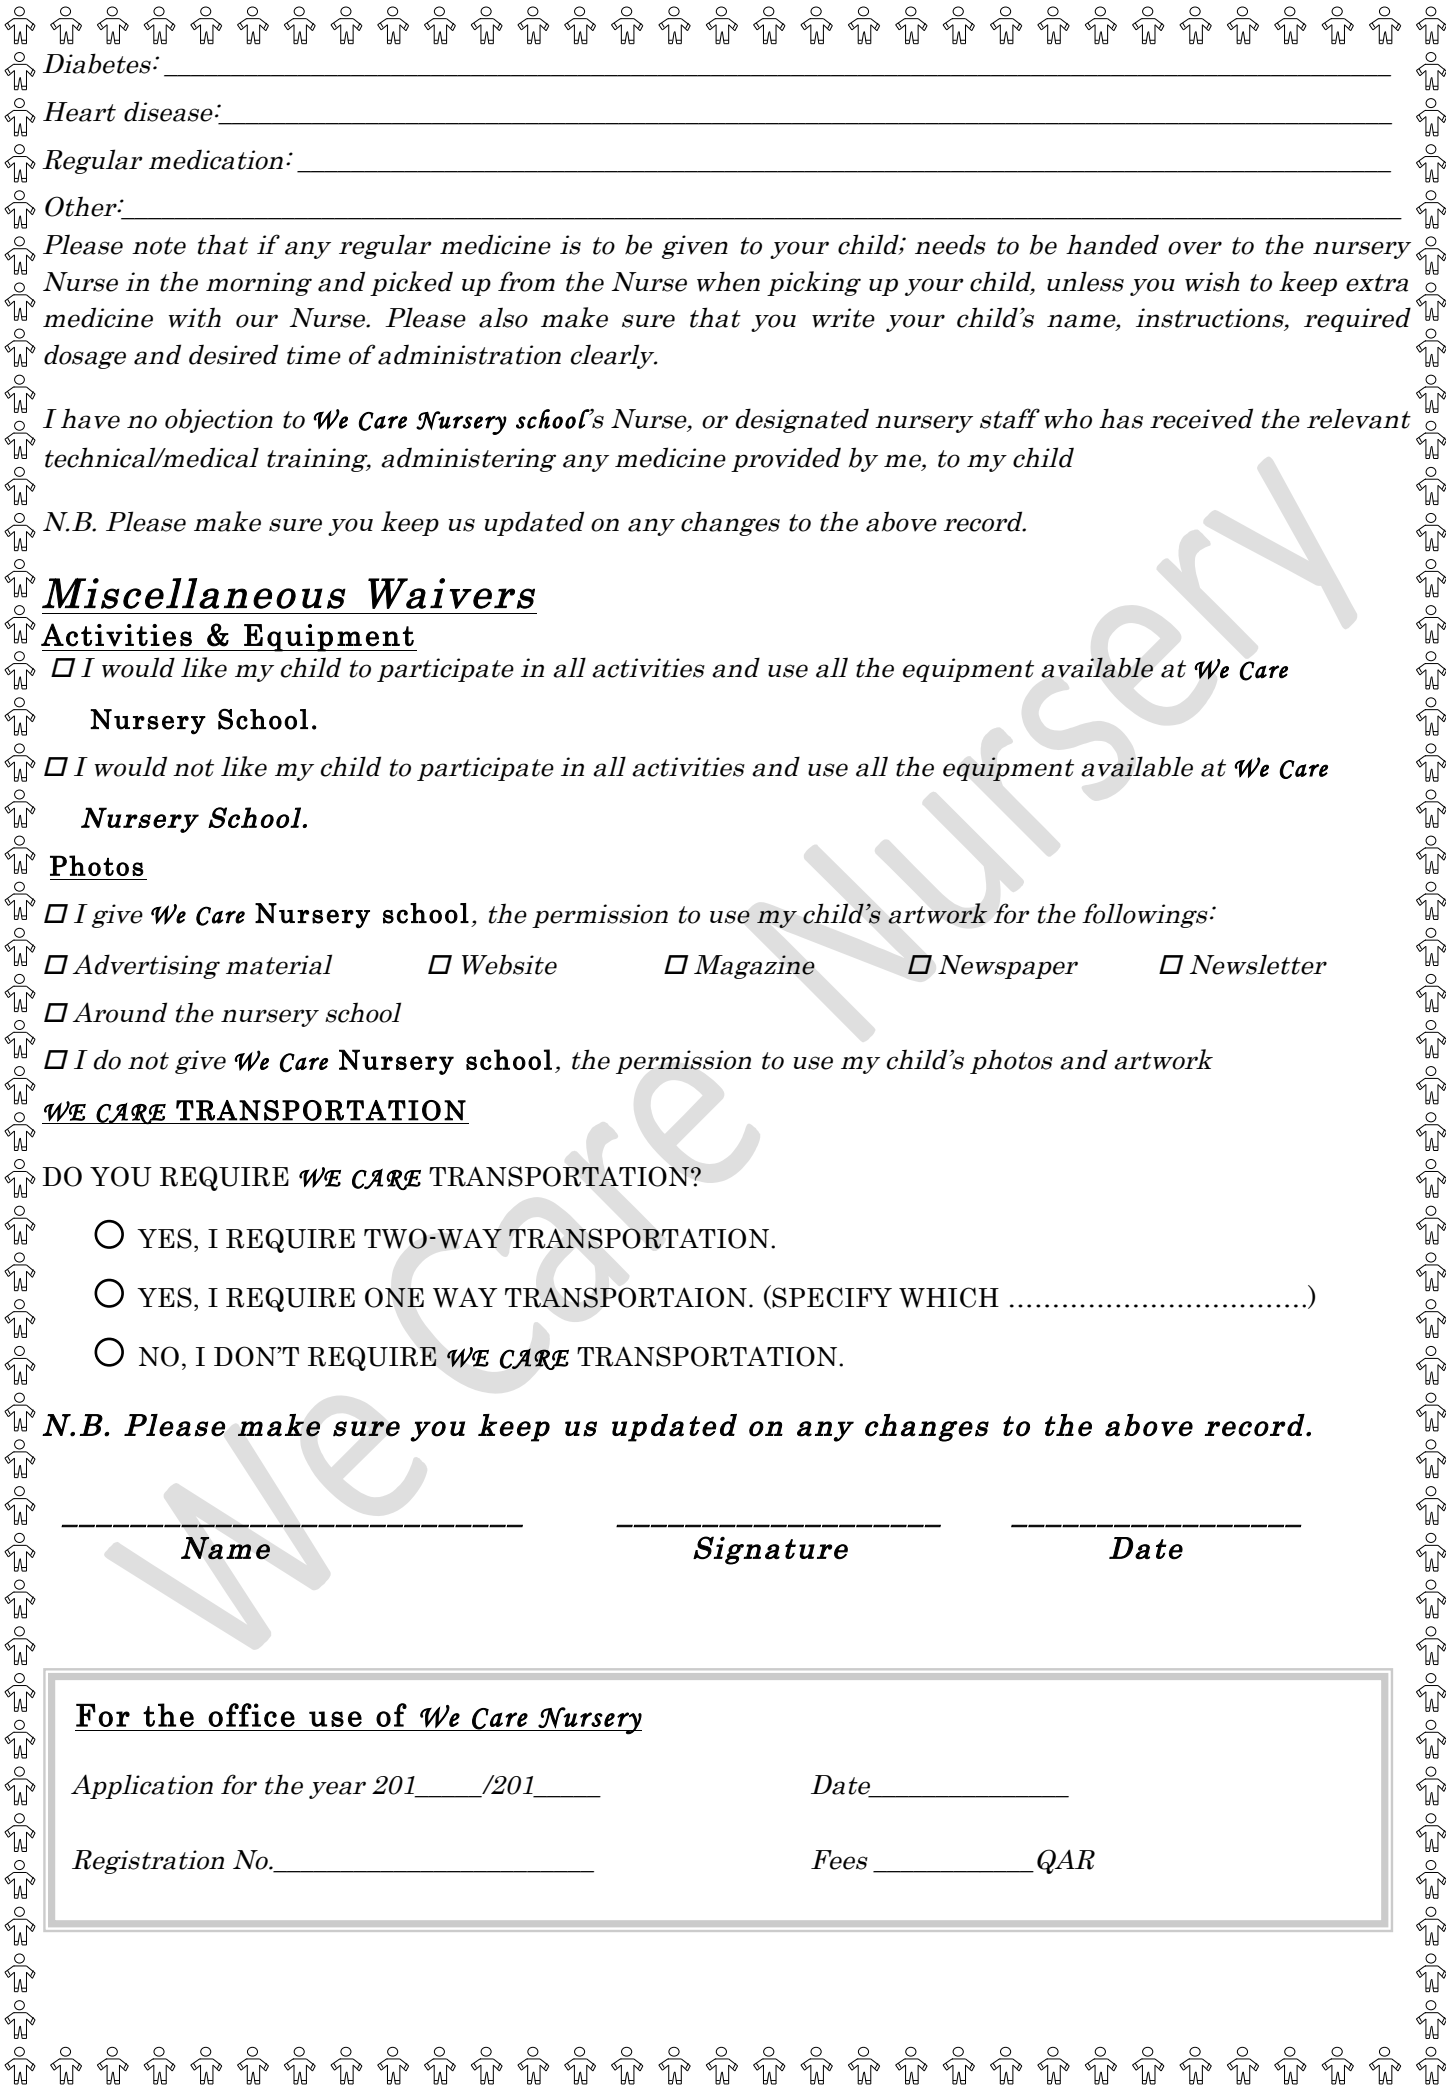 Diabetes: ______________________________________________
Heart disease:______________________________________________
Regular medication: ______________________________________________
Other:______________________________________________
Please note that if any regular medicine is to be given to your child; needs to be handed over to the nursery
Nurse in the morning and picked up from the Nurse when picking up your child, unless you wish to keep extra
medicine with our Nurse. Please also make sure that you write your child’s name, instructions, required
dosage and desired time of administration clearly.
I have no objection to We Care Nursery school’s Nurse, or designated nursery staff who has received the relevant
technical/medical training, administering any medicine provided by me, to my child
N.B. Please make sure you keep us updated on any changes to the above record.
Miscellaneous Waivers
Activities & Equipment
☐ I would like my child to participate in all activities and use all the equipment available at We Care
Nursery School.
☐ I would not like my child to participate in all activities and use all the equipment available at We Care
Nursery School.
Photos
☐ I give We Care Nursery school, the permission to use my child’s artwork for the followings:
☐ Advertising material ☐ Website ☐ Magazine ☐ Newspaper ☐ Newsletter
☐ Around the nursery school
☐ I do not give We Care Nursery school, the permission to use my child’s photos and artwork
WE CARE TRANSPORTATION
DO YOU REQUIRE WE CARE TRANSPORTATION?
○ YES, I REQUIRE TWO-WAY TRANSPORTATION.
○ YES, I REQUIRE ONE WAY TRANSPORTAION. (SPECIFY WHICH ……………………………)
○ NO, I DON’T REQUIRE WE CARE TRANSPORTATION.
N.B. Please make sure you keep us updated on any changes to the above record.
___________________________ ___________________ _________________
Name Signature Date
For the office use of We Care Nursery
Application for the year 201_____/201_____ Date_______________
Registration No.________________________ Fees ____________QAR
We Care Nursery